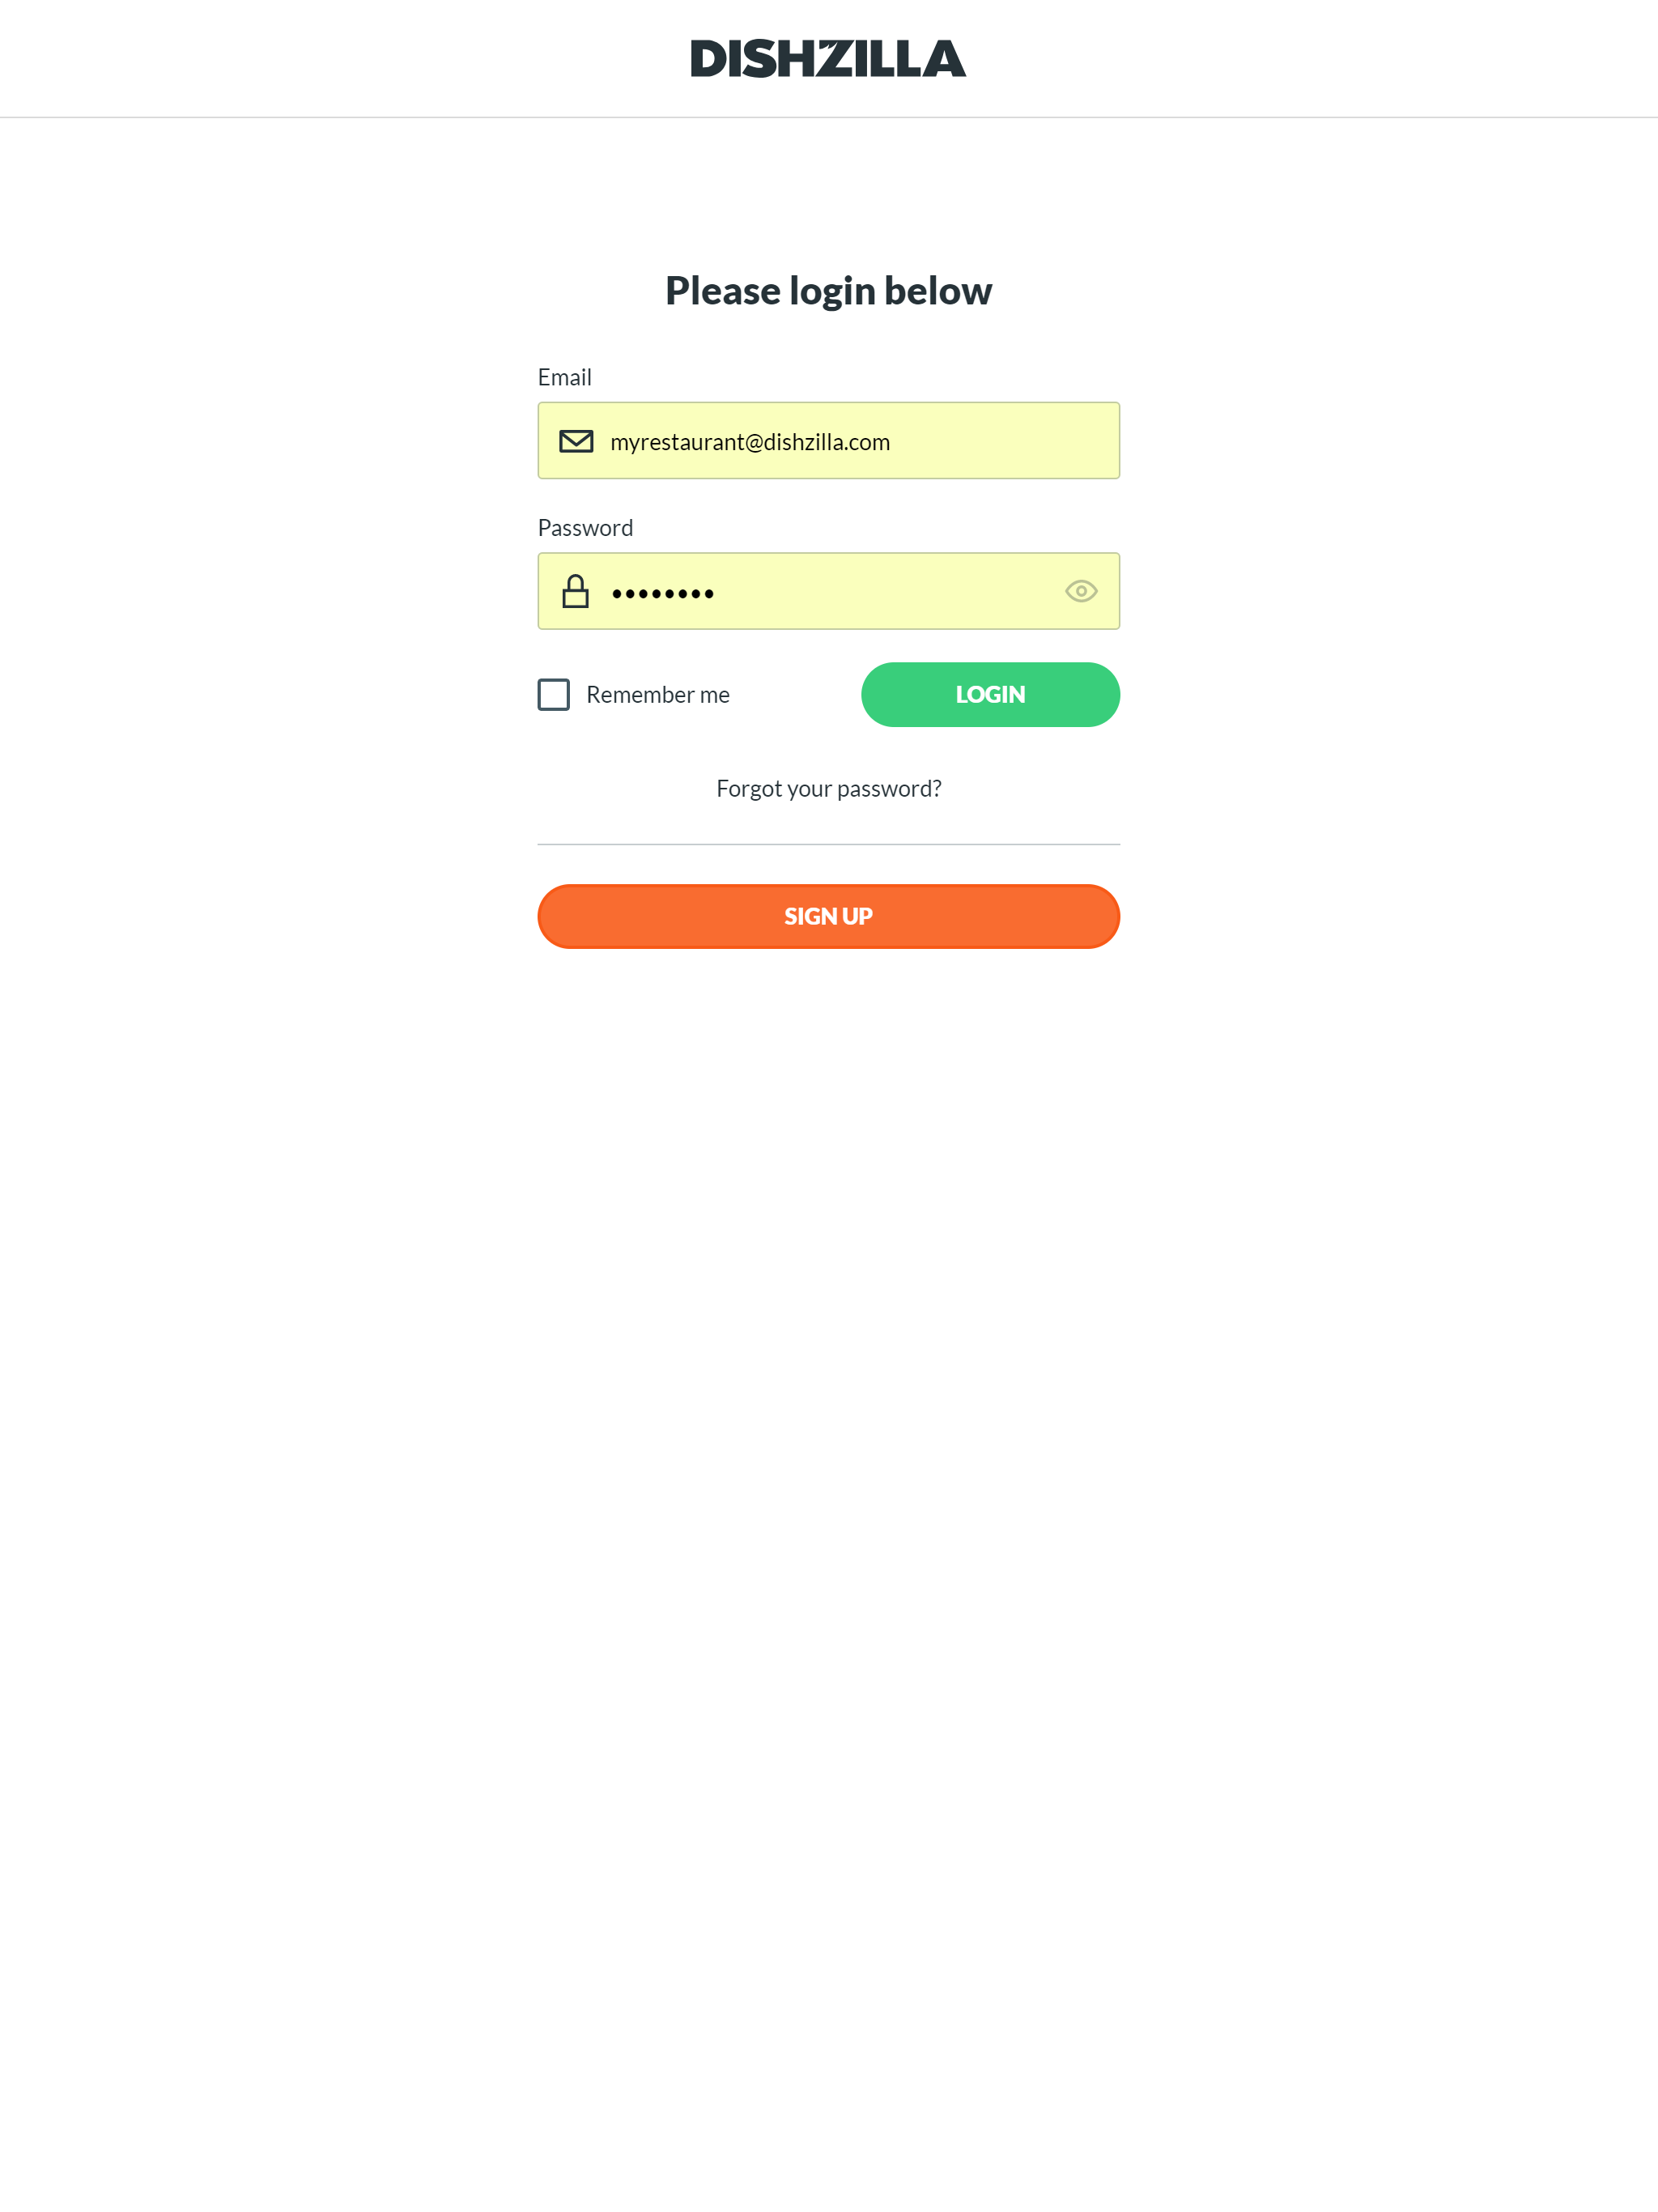 DISHZILLA
Please login below
Email
myrestaurant@dishzilla.com
Password
••••••••
Remember me
LOGIN
Forgot your password?
SIGN UP